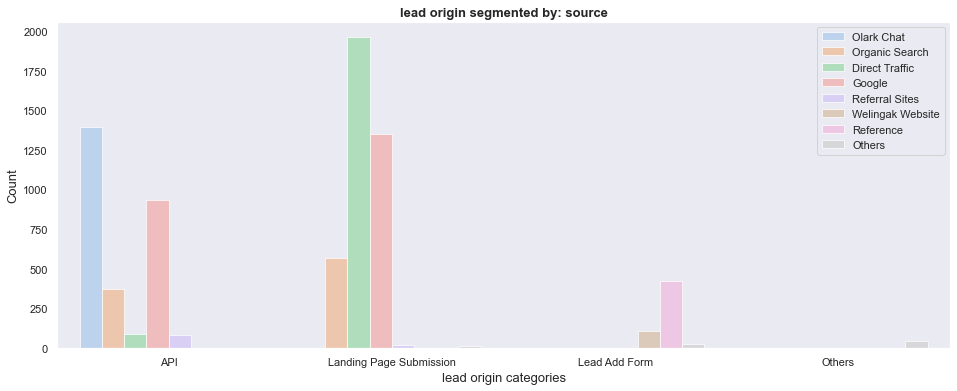 lead origin segmented by: source
2000
1750
1500
1250
1000
750
500
250
0
Count
Olark Chat
Organic Search
Direct Traffic
Google
Referral Sites
Welingak Website
Reference
Others
API
Landing Page Submission
Lead Add Form
Others
lead origin categories